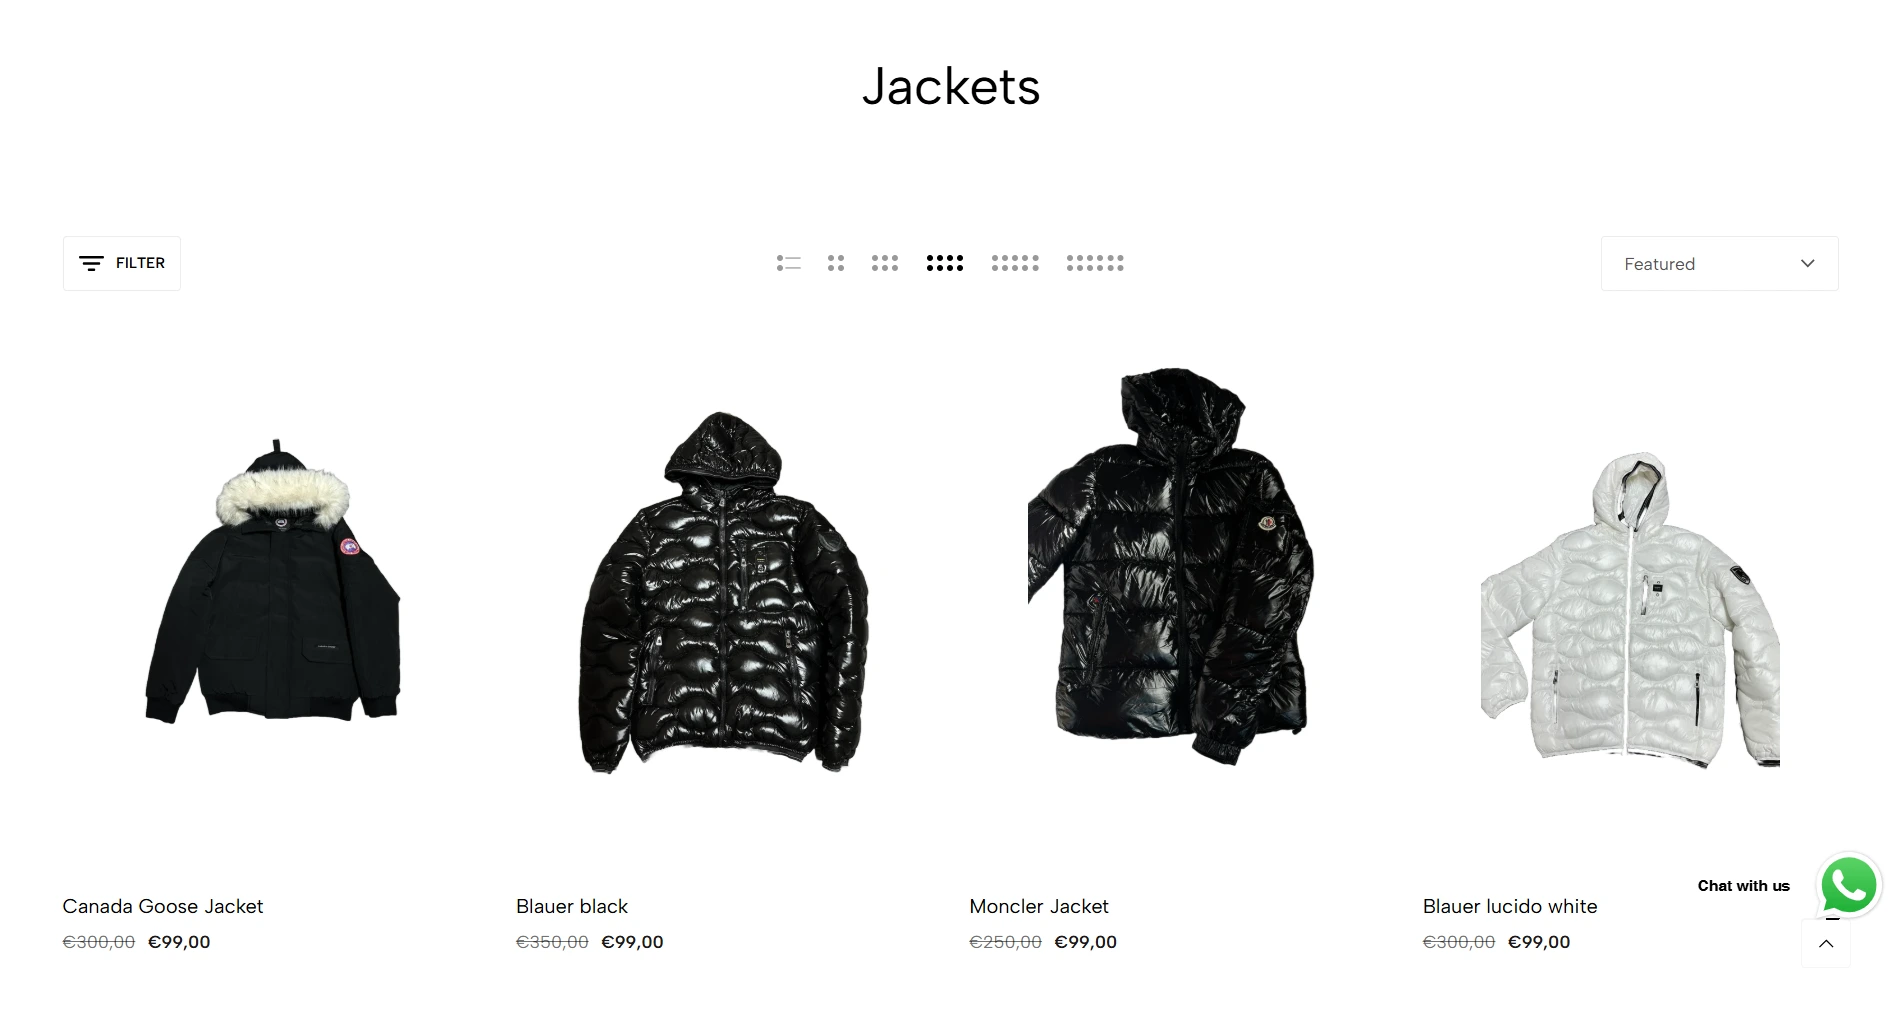 Jackets
FILTER
Featured
Canada Goose Jacket
€300,00 €99,00
Blauer black
€350,00 €99,00
Moncler Jacket
€250,00 €99,00
Blauer lucido white
€300,00 €99,00
Chat with us